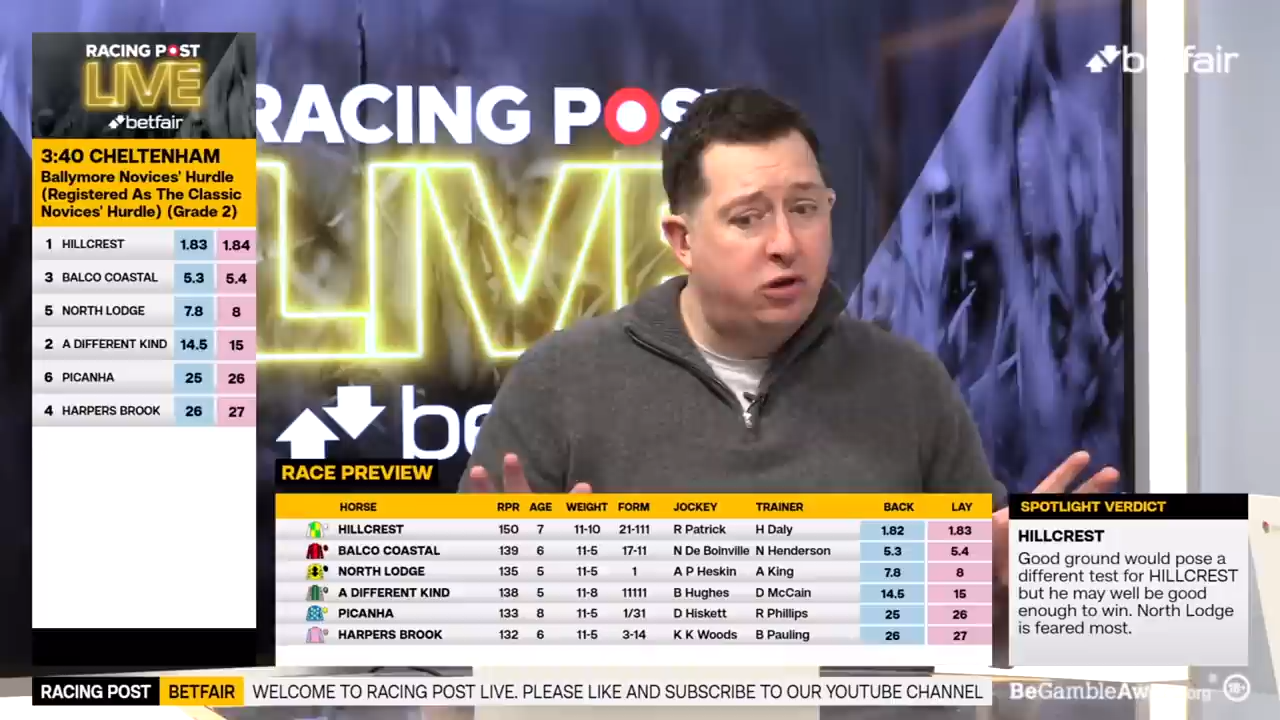 RACING POST
LIVE
betfair
3:40 CHELTENHAM
Ballymore Novices' Hurdle
(Registered As The Classic
Novices' Hurdle) (Grade 2)
1 HILLCREST 1.83 1.84
3 BALCO COASTAL 5.3 5.4
5 NORTH LODGE 7.8 8
2 A DIFFERENT KIND 14.5 15
6 PICANHA 25 26
4 HARPERS BROOK 26 27
RACING POS
LIVE
be
betfair
RACE PREVIEW
HORSE RPR AGE WEIGHT FORM JOCKEY TRAINER BACK LAY
HILLCREST 150 7 11-10 21-111 R Patrick H Daly 1.82 1.83
BALCO COASTAL 139 6 11-5 17-11 N De Boinville N Henderson 5.3 5.4
NORTH LODGE 135 5 11-5 1 A P Heskin A King 7.8 8
A DIFFERENT KIND 138 5 11-8 11111 B Hughes D McCain 14.5 15
PICANHA 133 8 11-5 1/31 D Hiskett R Phillips 25 26
HARPERS BROOK 132 6 11-5 3-14 K K Woods B Pauling 26 27
SPOTLIGHT VERDICT
HILLCREST
Good ground would pose a
different test for HILLCREST
but he may well be good
enough to win. North Lodge
is feared most.
RACING POST BETFAIR WELCOME TO RACING POST LIVE. PLEASE LIKE AND SUBSCRIBE TO OUR YOUTUBE CHANNEL
BeGambleAware.org 18+